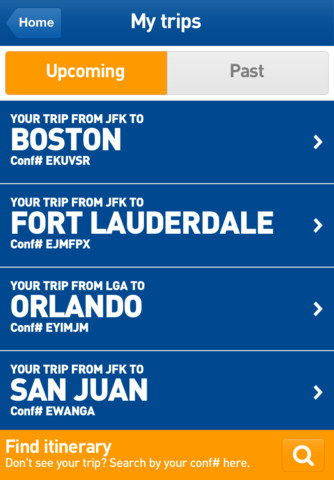 Home
My trips
Upcoming
Past
YOUR TRIP FROM JFK TO
BOSTON
Conf# EKUVSR
YOUR TRIP FROM JFK TO
FORT LAUDERDALE
Conf# EJMFPX
YOUR TRIP FROM LGA TO
ORLANDO
Conf# EYIMJM
YOUR TRIP FROM JFK TO
SAN JUAN
Conf# EWANGA
Find itinerary
Don't see your trip? Search by your conf# here.